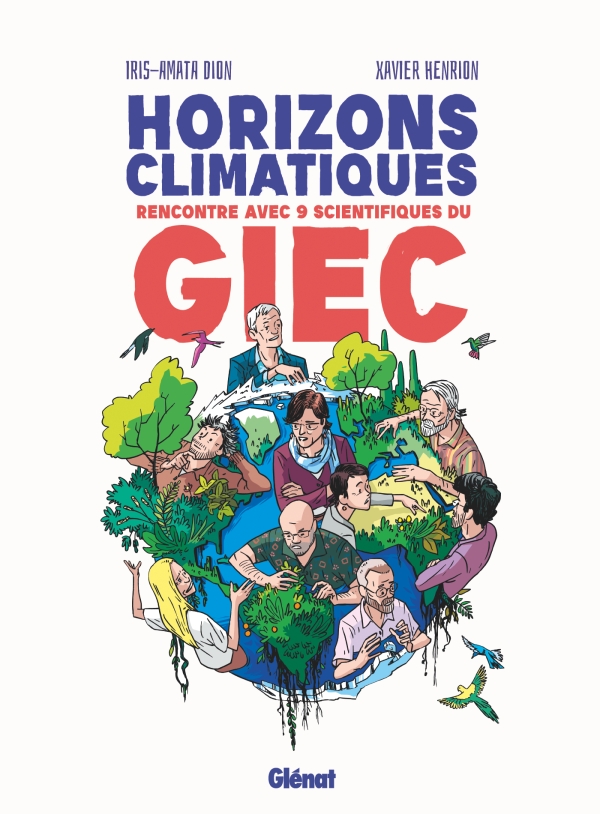 IRIS–AMATA DION XAVIER HENRION
HORIZONS
CLIMATIQUES
RENCONTRE AVEC 9 SCIENTIFIQUES DU
GIEC
Glénat